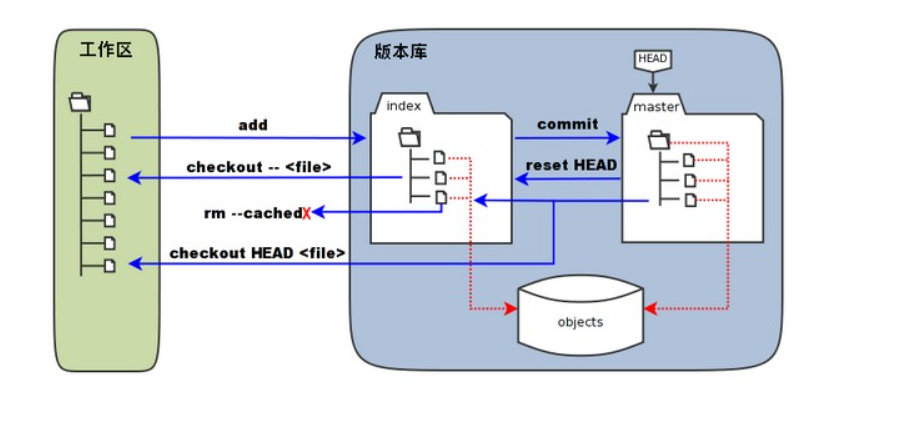 工作区
版本库
HEAD
index
master
add
commit
checkout -- <file>
reset HEAD
rm --cachedX
checkout HEAD <file>
objects